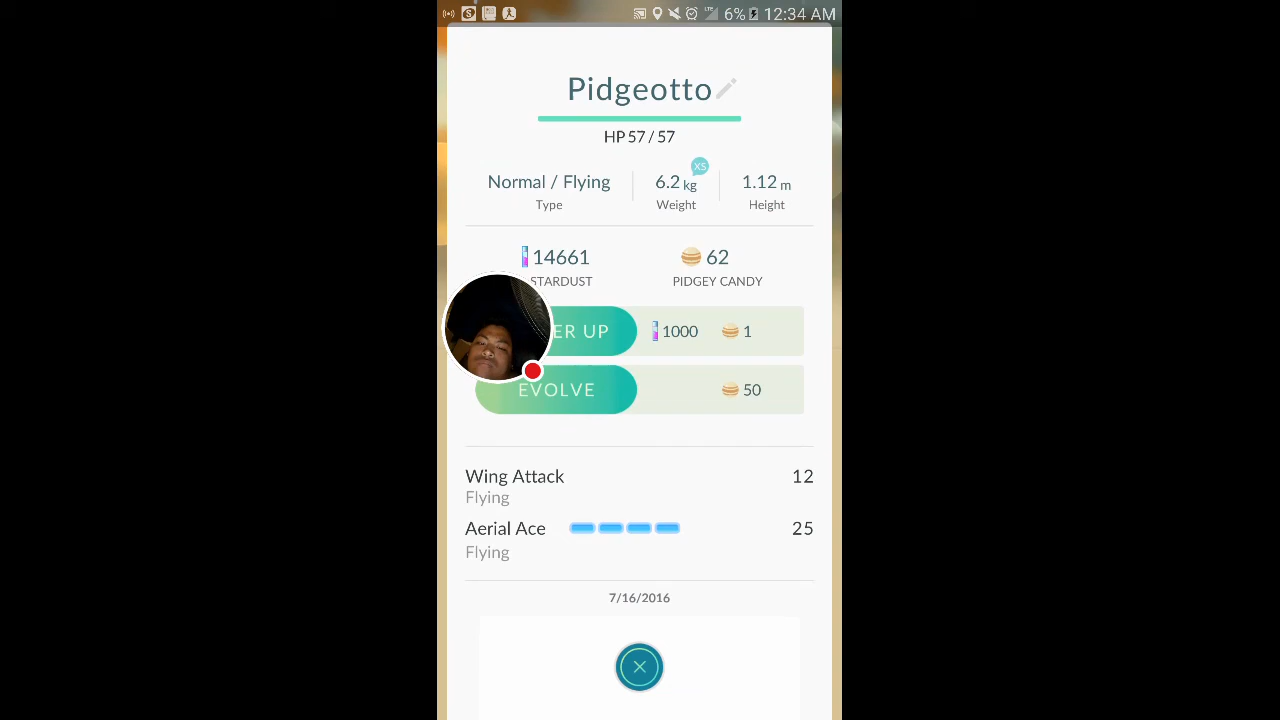 6% 12:34 AM
Pidgeotto
HP 57 / 57
XS
Normal / Flying 6.2 kg 1.12 m
Type Weight Height
14661 62
STARDUST PIDGEY CANDY
ER UP 1000 1
EVOLVE 50
Wing Attack 12
Flying
Aerial Ace 25
Flying
7/16/2016